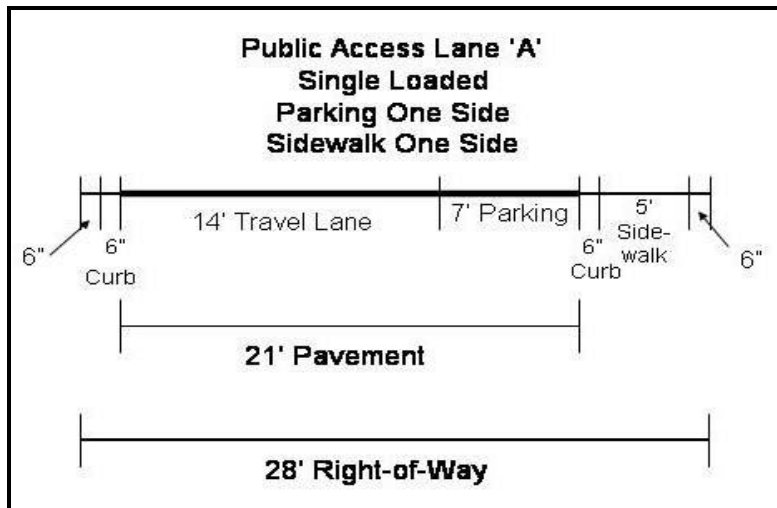 Public Access Lane 'A'
Single Loaded
Parking One Side
Sidewalk One Side
14' Travel Lane
7' Parking
5'
Side-
walk
6"
6"
Curb
6"
Curb
6"
21' Pavement
28' Right-of-Way